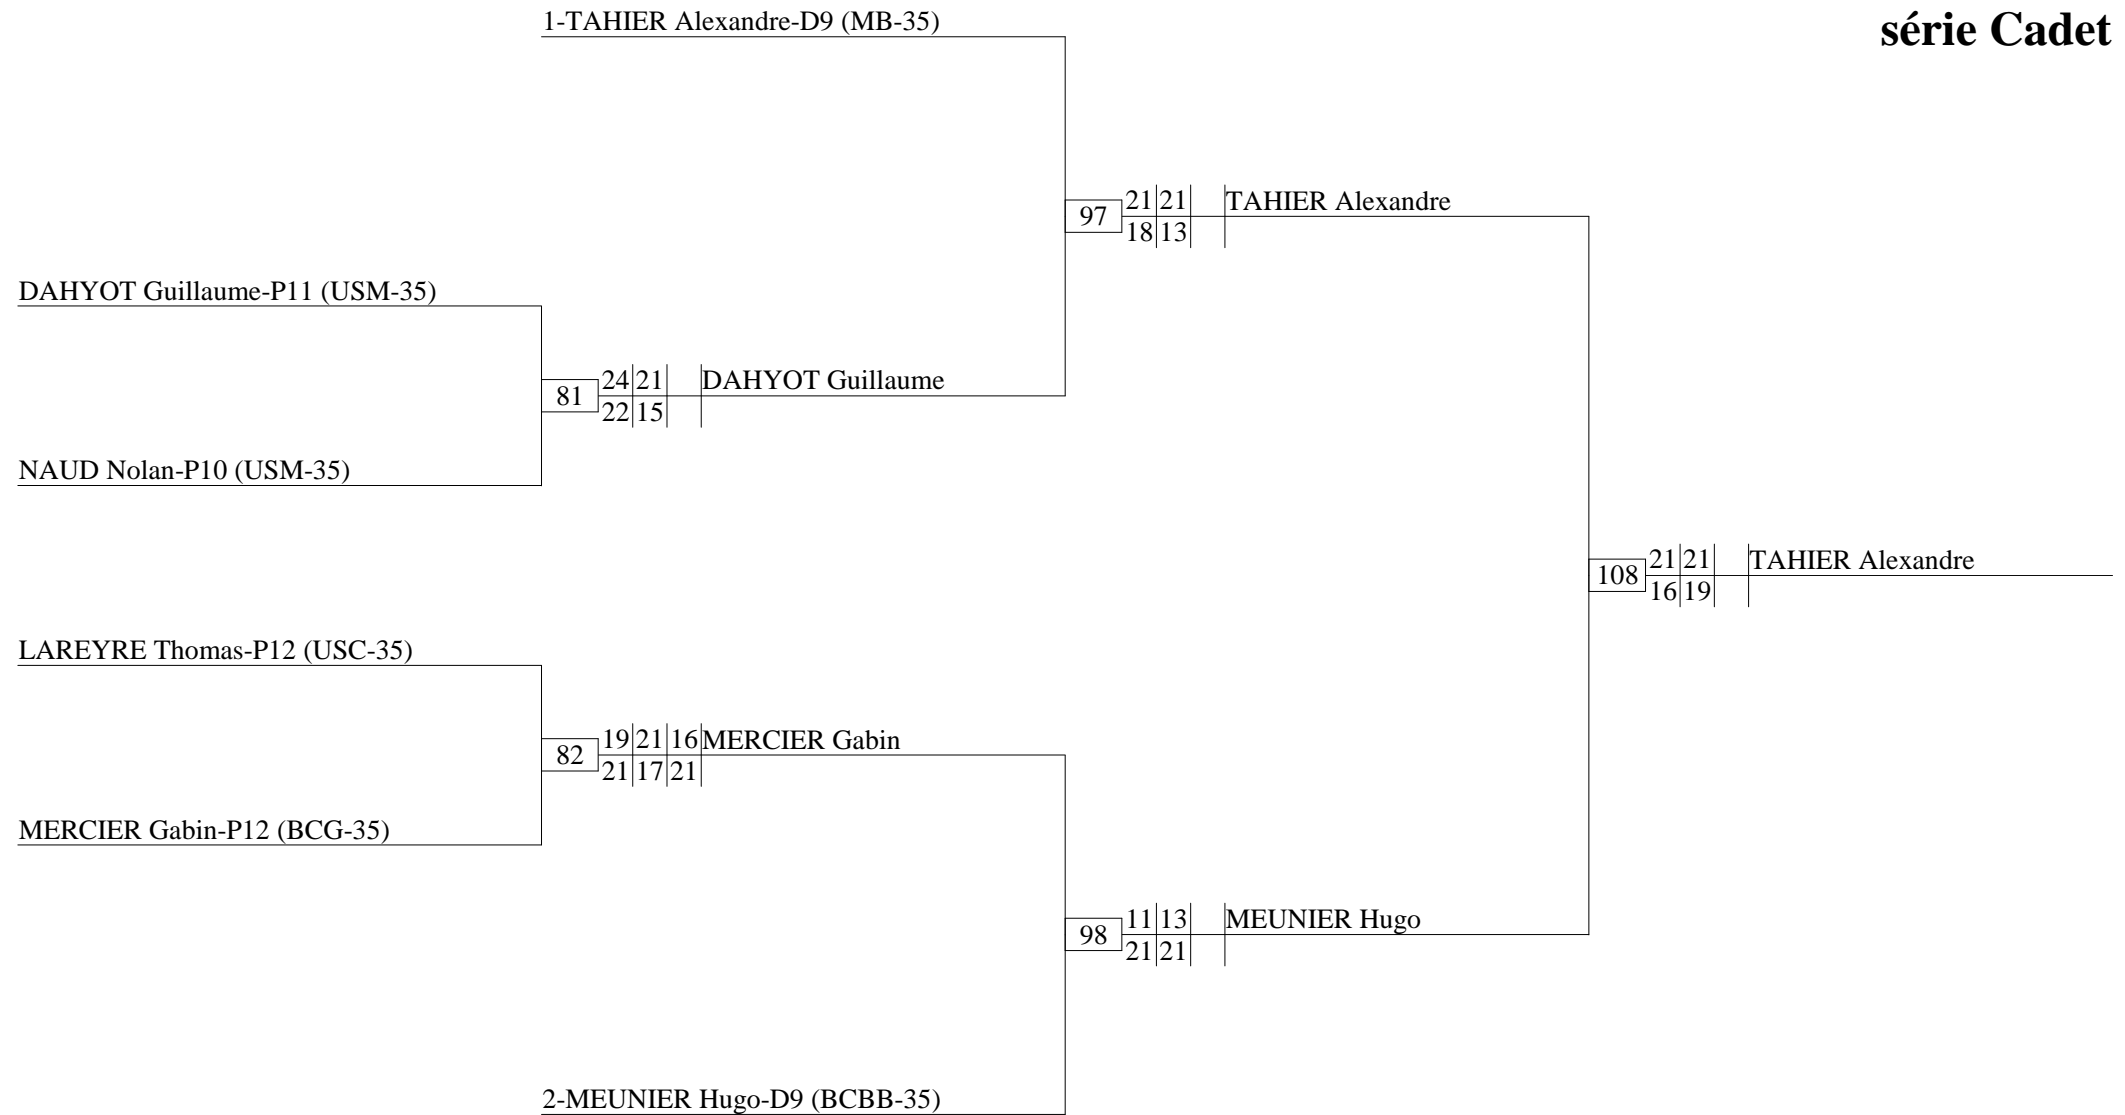 1-TAHIER Alexandre-D9 (MB-35)
série Cadet
97 21 21 TAHIER Alexandre
18 13
DAHYOT Guillaume-P11 (USM-35)
81 24 21 DAHYOT Guillaume
22 15
NAUD Nolan-P10 (USM-35)
108 21 21 TAHIER Alexandre
16 19
LAREYRE Thomas-P12 (USC-35)
82 19 21 16 MERCIER Gabin
21 17 21
MERCIER Gabin-P12 (BCG-35)
98 11 13 MEUNIER Hugo
21 21
2-MEUNIER Hugo-D9 (BCBB-35)